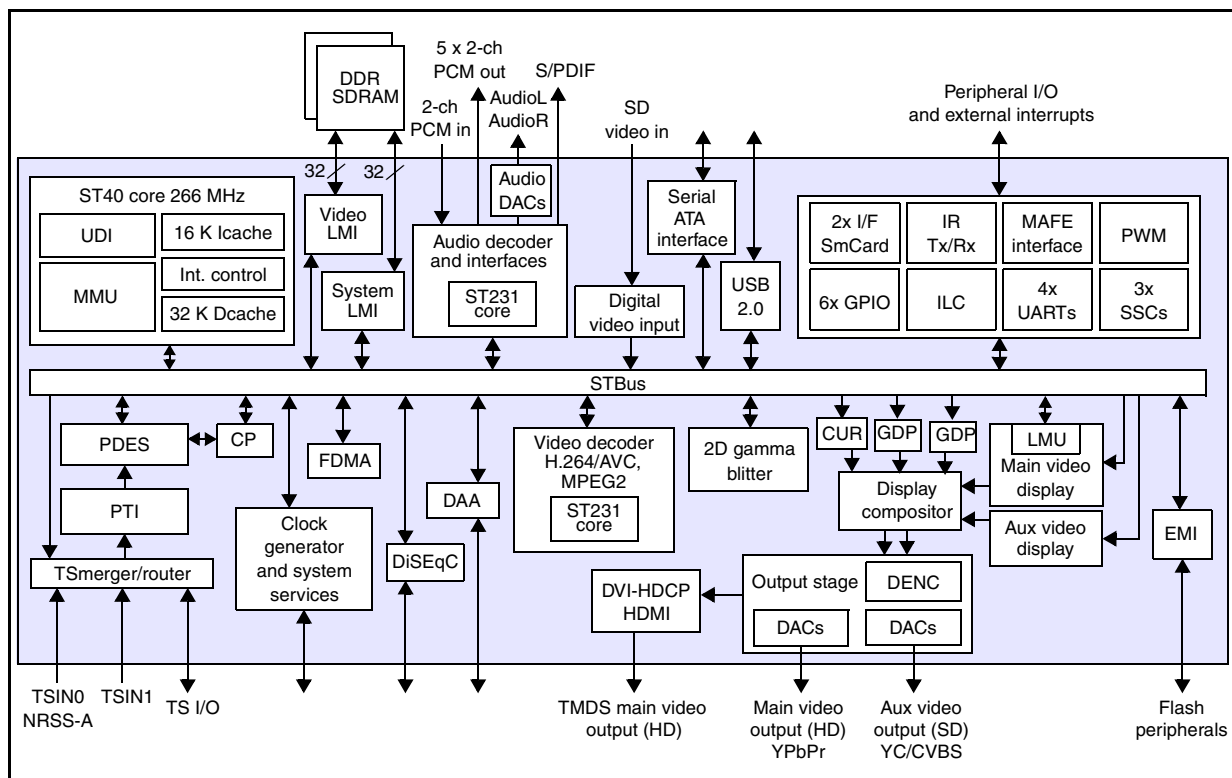 DDR
SDRAM
5 x 2-ch
PCM out
2-ch
PCM in
AudioL
AudioR
S/PDIF
SD
video in
Peripheral I/O
and external interrupts
32
32
ST40 core 266 MHz
UDI
16 K Icache
MMU
Int. control
32 K Dcache
Video
LMI
System
LMI
Audio
DACs
Audio decoder
and interfaces
ST231
core
Digital
video input
Serial
ATA
interface
USB
2.0
2x I/F
SmCard
IR
Tx/Rx
MAFE
interface
PWM
6x GPIO
ILC
4x
UARTs
3x
SSCs
STBus
PDES
CP
PTI
TSmerger/router
Clock
generator
and system
services
FDMA
DiSEqC
DAA
Video decoder
H.264/AVC,
MPEG2
ST231
core
2D gamma
blitter
CUR
GDP
GDP
LMU
Main video
display
Display
compositor
Aux video
display
EMI
DVI-HDCP
HDMI
Output stage
DENC
DACs
DACs
TSIN0
NRSS-A
TSIN1
TS I/O
TMDS main video
output (HD)
Main video
output (HD)
YPbPr
Aux video
output (SD)
YC/CVBS
Flash
peripherals